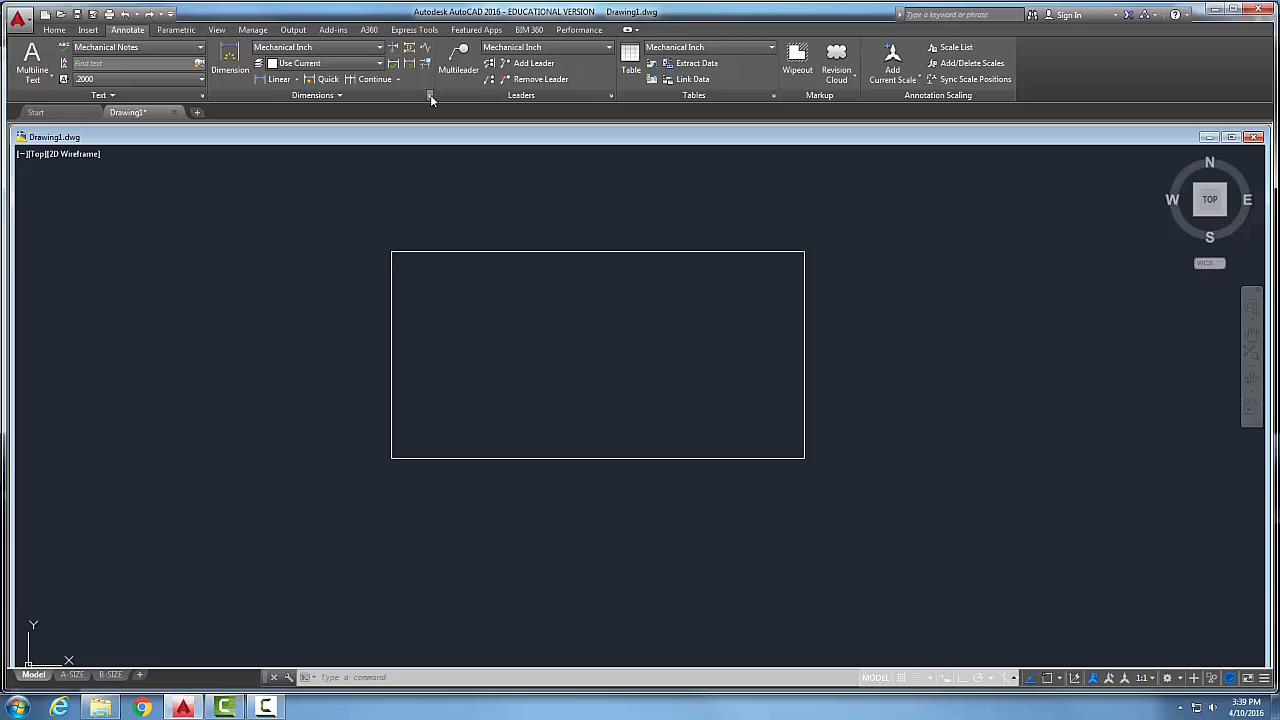 Autodesk AutoCAD 2016 - EDUCATIONAL VERSION Drawing1.dwg
Type a keyword or phrase
Sign In
Home Insert Annotate Parametric View Manage Output Add-ins A360 Express Tools Featured Apps BIM 360 Performance
Multiline Text
Mechanical Notes
Find text
.2000
Text
Dimension
Mechanical Inch
Use Current
Linear Quick Continue
Dimensions
Multileader
Mechanical Inch
Add Leader
Remove Leader
Leaders
Table
Mechanical Inch
Extract Data
Link Data
Tables
Wipeout
Revision Cloud
Markup
Add Current Scale
Scale List
Add/Delete Scales
Sync Scale Positions
Annotation Scaling
Start Drawing1*
Drawing1.dwg
[−][Top][2D Wireframe]
N
W TOP E
S
WCS
Y
X
Model A-SIZE B-SIZE
Type a command
MODEL
1:1
3:39 PM
4/10/2016